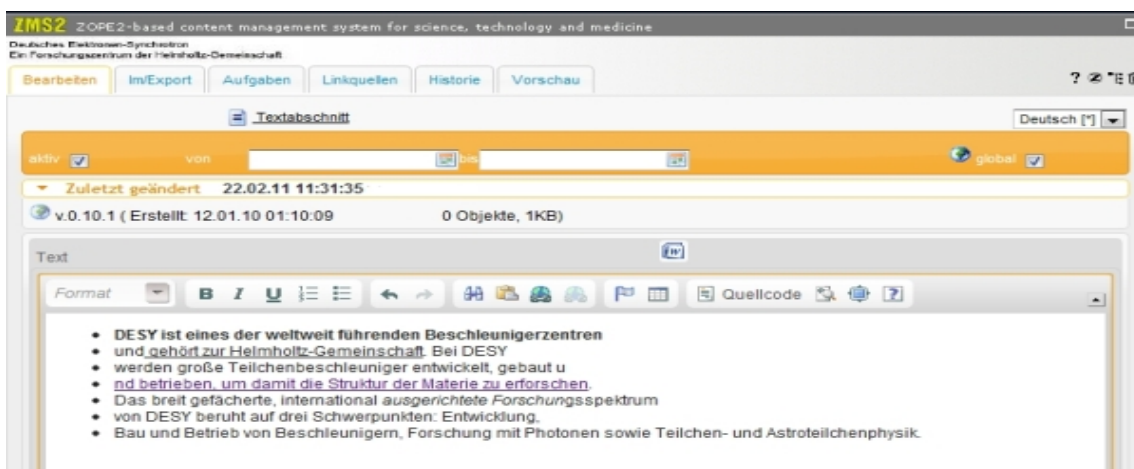 ZMS2 ZOPE2-based content management system for science, technology and medicine
Deutsches Elektronen-Synchrotron
Ein Forschungszentrum der Helmholtz-Gemeinschaft
Bearbeiten Im/Export Aufgaben Linkquellen Historie Vorschau ?
Textabschnitt Deutsch [*]
aktiv von bis global
Zuletzt geändert 22.02.11 11:31:35
v.0.10.1 ( Erstellt: 12.01.10 01:10:09 0 Objekte, 1KB)
Text
Format B I U Quellcode ?
• DESY ist eines der weltweit führenden Beschleunigerzentren
• und gehört zur Helmholtz-Gemeinschaft. Bei DESY
• werden große Teilchenbeschleuniger entwickelt, gebaut u
• nd betrieben, um damit die Struktur der Materie zu erforschen.
• Das breit gefächerte, international ausgerichtete Forschungsspektrum
• von DESY beruht auf drei Schwerpunkten: Entwicklung,
• Bau und Betrieb von Beschleunigern, Forschung mit Photonen sowie Teilchen- und Astroteilchenphysik.